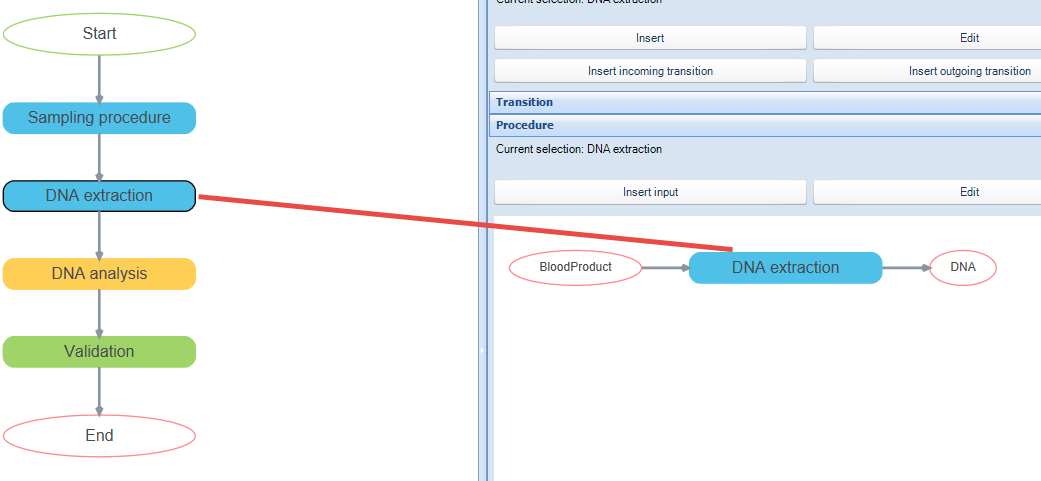 Start
Sampling procedure
DNA extraction
DNA analysis
Validation
End
Current selection: DNA extraction
Insert
Edit
Insert incoming transition
Insert outgoing transition
Transition
Procedure
Current selection: DNA extraction
Insert input
Edit
BloodProduct
DNA extraction
DNA